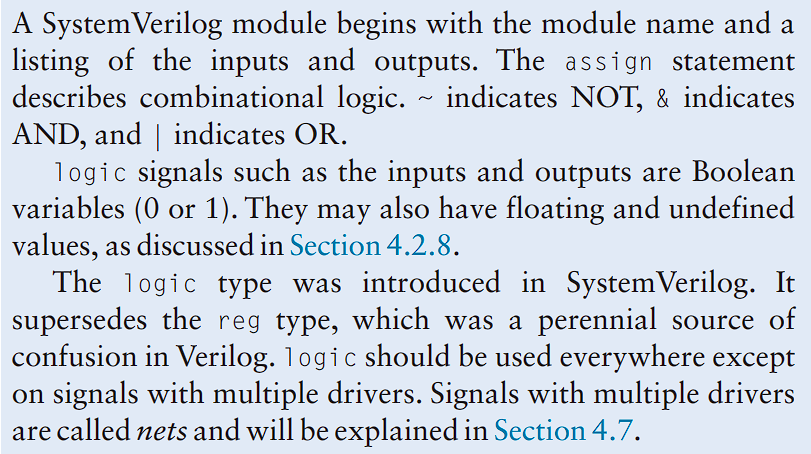 A SystemVerilog module begins with the module name and a
listing of the inputs and outputs. The assign statement
describes combinational logic. ~ indicates NOT, & indicates
AND, and | indicates OR.
logic signals such as the inputs and outputs are Boolean
variables (0 or 1). They may also have floating and undefined
values, as discussed in Section 4.2.8.
The logic type was introduced in SystemVerilog. It
supersedes the reg type, which was a perennial source of
confusion in Verilog. logic should be used everywhere except
on signals with multiple drivers. Signals with multiple drivers
are called nets and will be explained in Section 4.7.